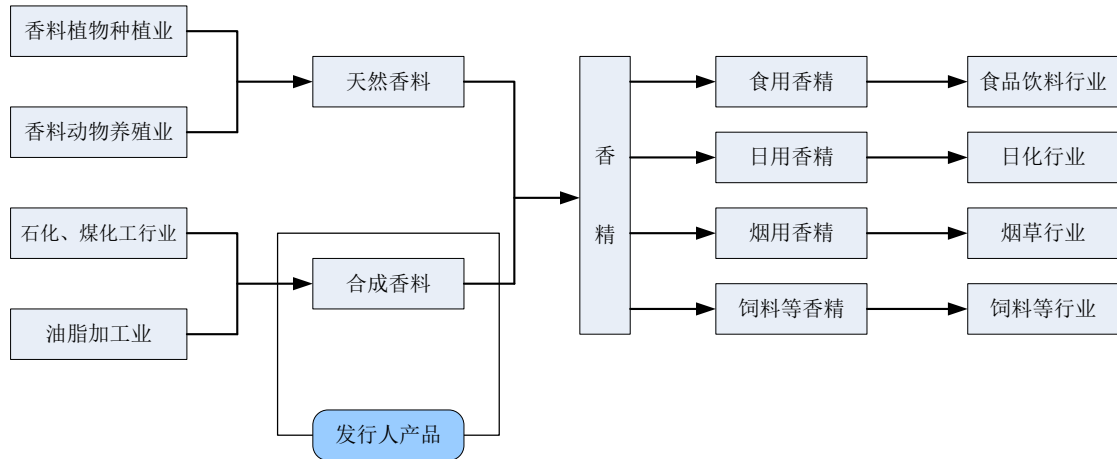 香料植物种植业
香料动物养殖业
石化、煤化工行业
油脂加工业
天然香料
合成香料
发行人产品
香
精
食用香精
日用香精
烟用香精
饲料等香精
食品饮料行业
日化行业
烟草行业
饲料等行业